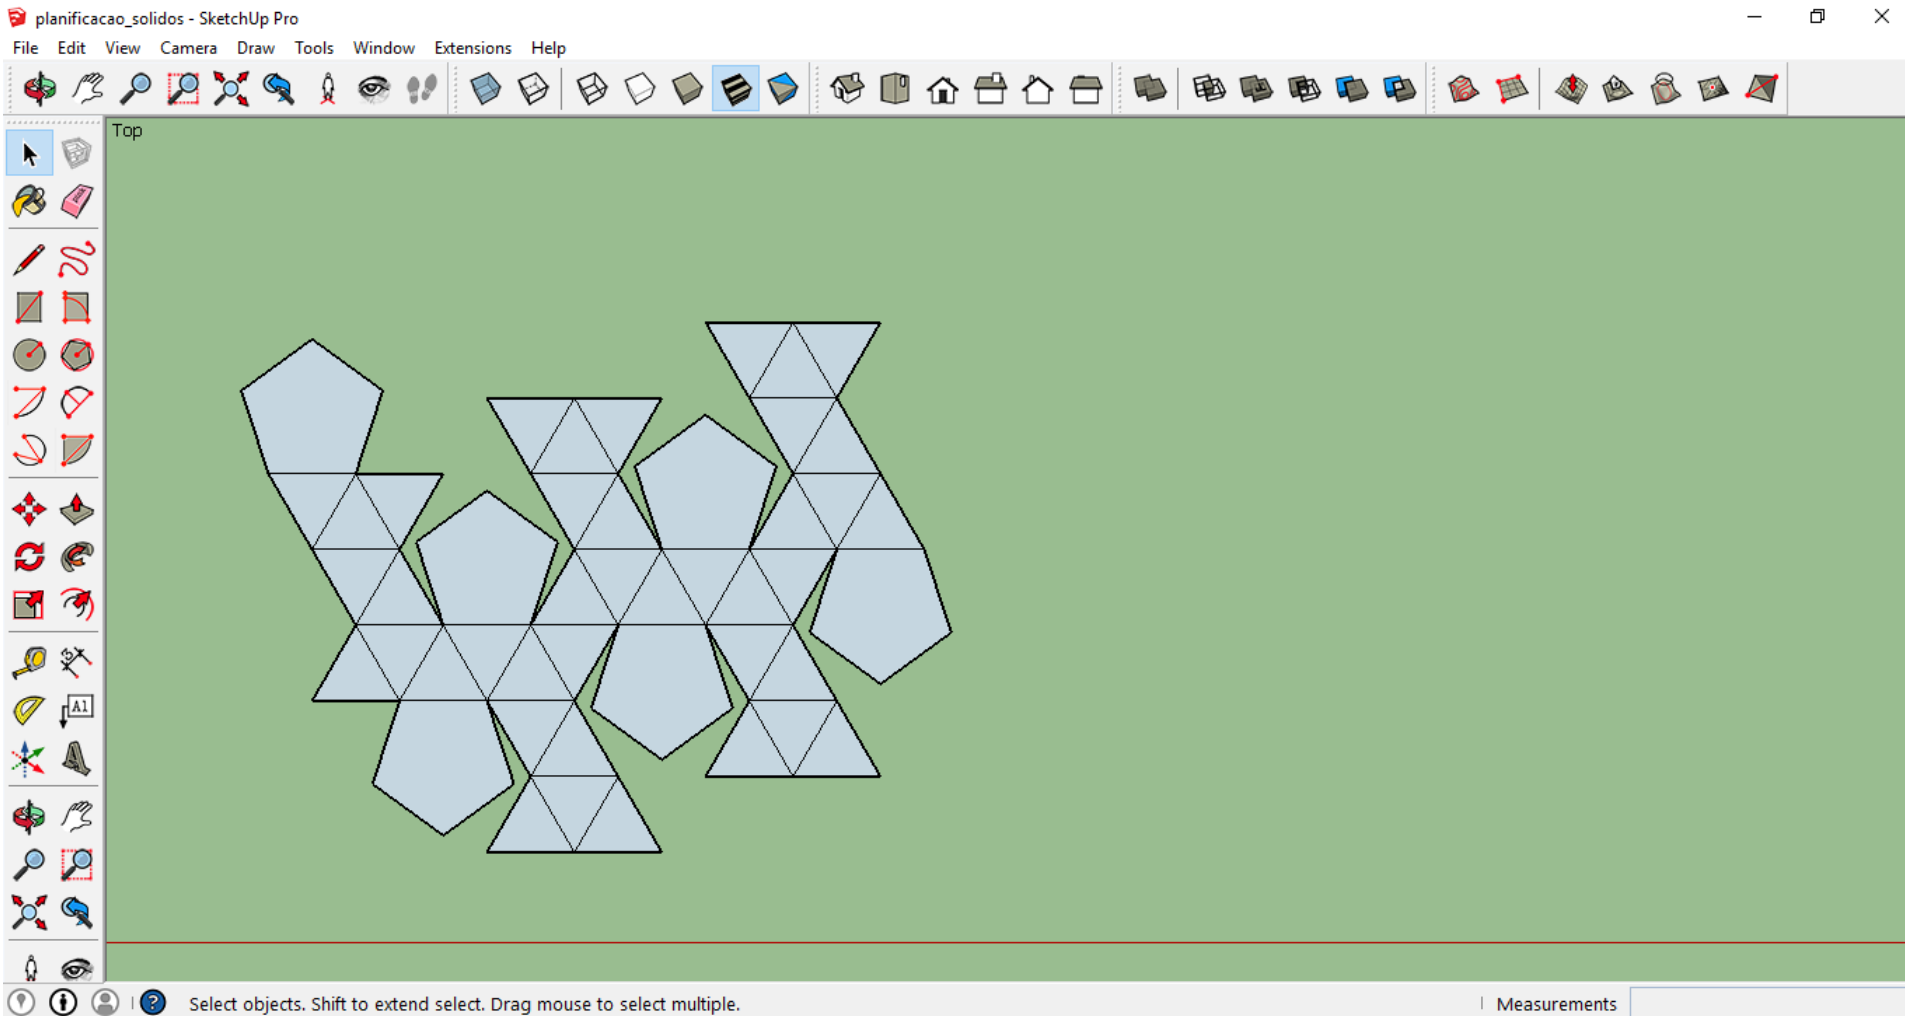 planificacao_solidos - SketchUp Pro
File Edit View Camera Draw Tools Window Extensions Help
Top
A1
Select objects. Shift to extend select. Drag mouse to select multiple.
Measurements